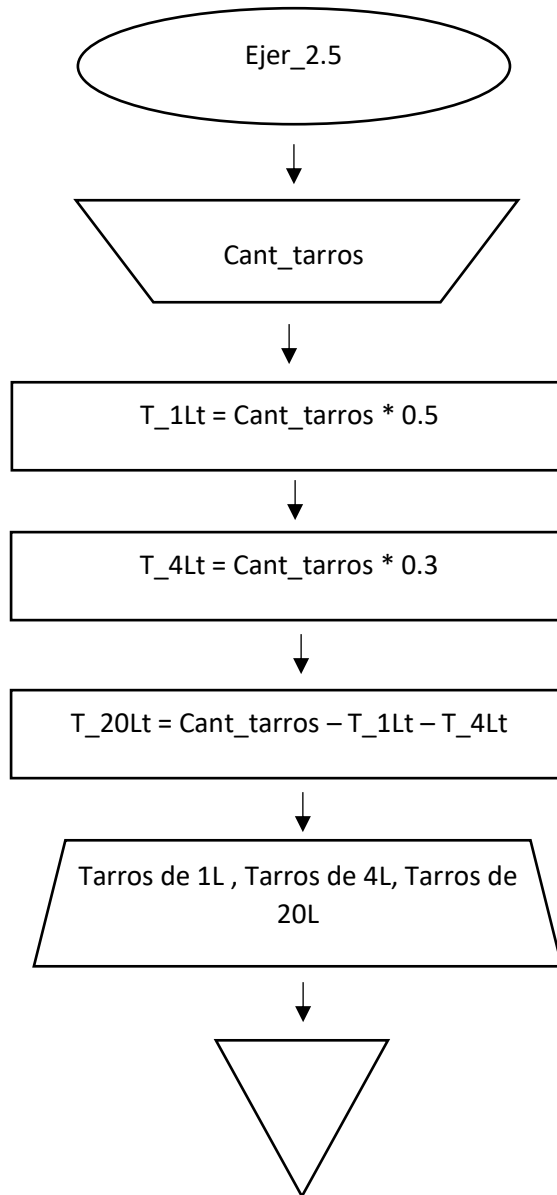 Ejer_2.5
Cant_tarros
T_1Lt = Cant_tarros * 0.5
T_4Lt = Cant_tarros * 0.3
T_20Lt = Cant_tarros – T_1Lt – T_4Lt
Tarros de 1L , Tarros de 4L, Tarros de
20L